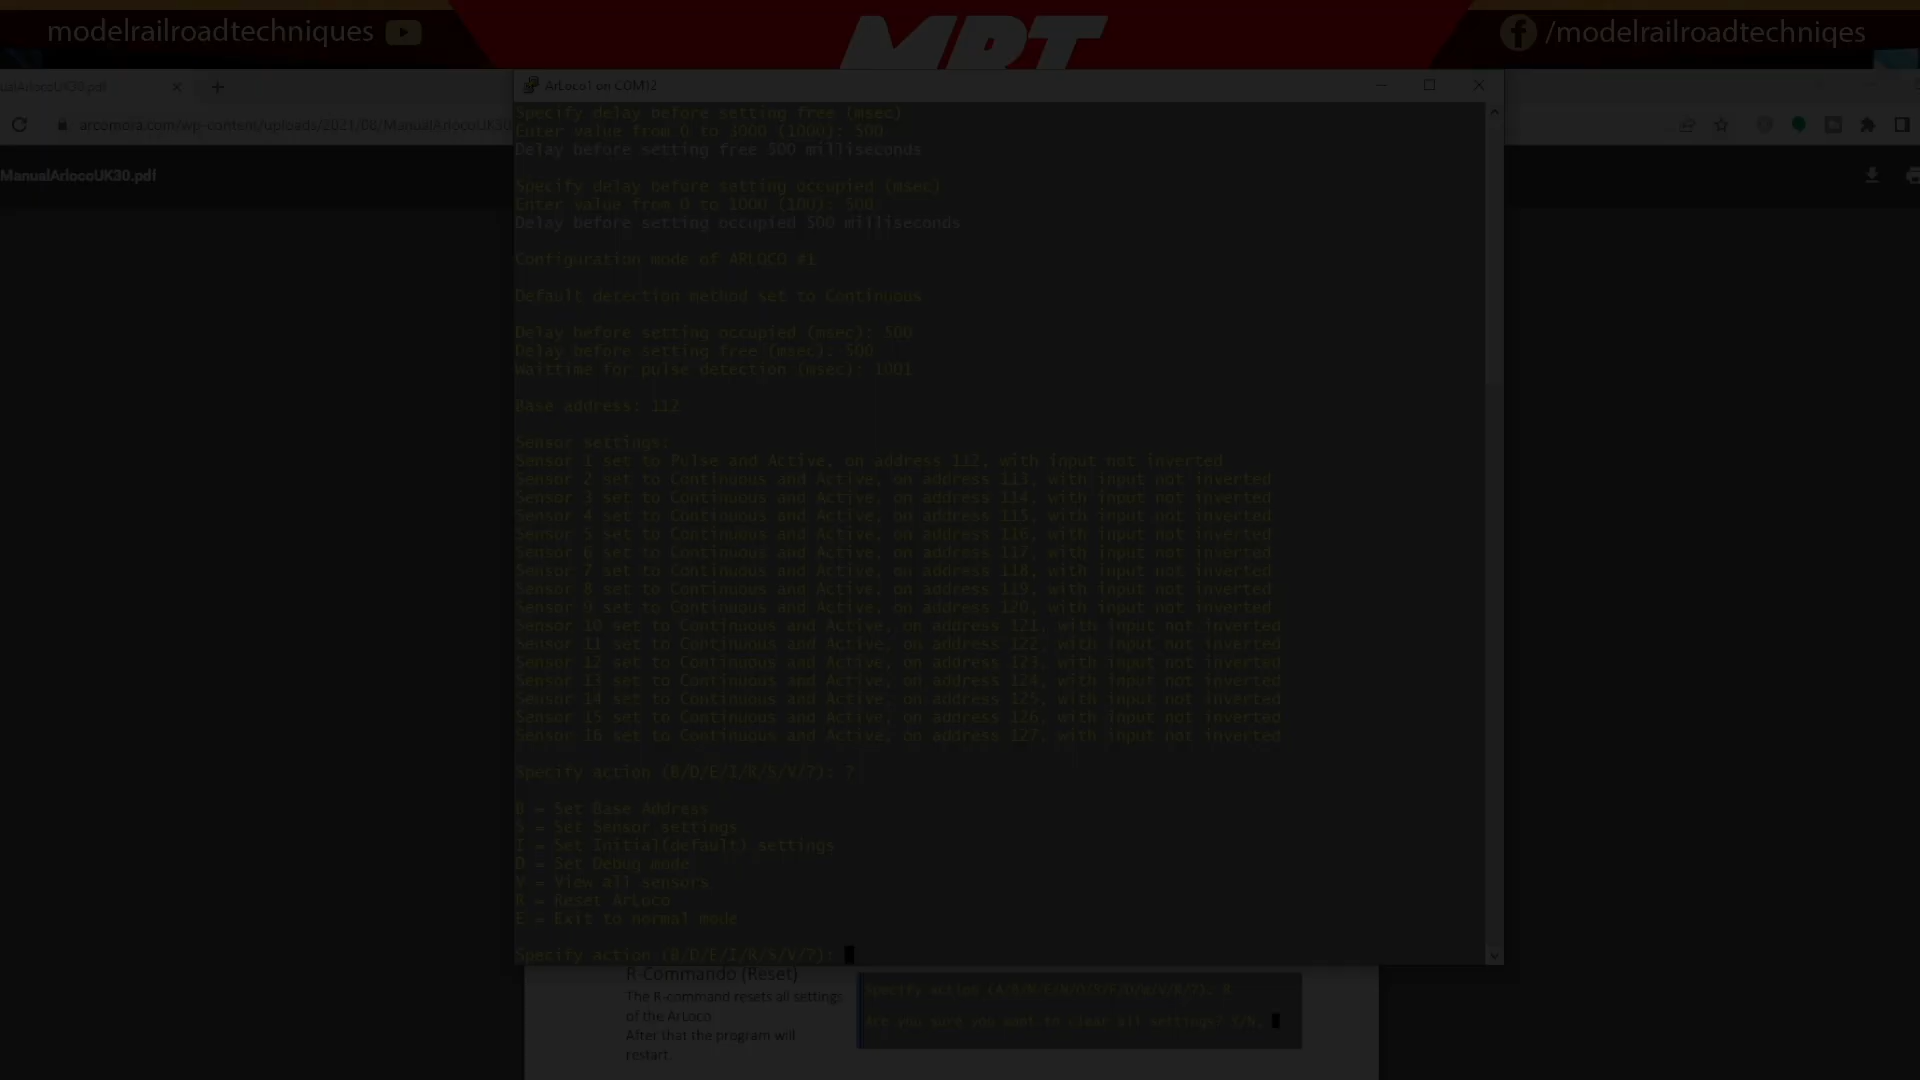 modelrailroadtechniques
MRT
/modelrailroadtechniqes
ArLoco1 on COM12
arcomora.com/wp-content/uploads/2021/08/ManualArlocoUK30
ManualArlocoUK30.pdf
Specify delay before setting free (msec)
Enter value from 0 to 3000 (1000): 500
Delay before setting free 500 milliseconds
Specify delay before setting occupied (msec)
Enter value from 0 to 1000 (100): 500
Delay before setting occupied 500 milliseconds
Configuration mode of ARLOCO #1
Default detection method set to Continuous
Delay before setting occupied (msec): 500
Delay before setting free (msec): 500
Waittime for pulse detection (msec): 1001
Base address: 112
Sensor settings:
Sensor 1 set to Pulse and Active, on address 112, with input not inverted
Sensor 2 set to Continuous and Active, on address 113, with input not inverted
Sensor 3 set to Continuous and Active, on address 114, with input not inverted
Sensor 4 set to Continuous and Active, on address 115, with input not inverted
Sensor 5 set to Continuous and Active, on address 116, with input not inverted
Sensor 6 set to Continuous and Active, on address 117, with input not inverted
Sensor 7 set to Continuous and Active, on address 118, with input not inverted
Sensor 8 set to Continuous and Active, on address 119, with input not inverted
Sensor 9 set to Continuous and Active, on address 120, with input not inverted
Sensor 10 set to Continuous and Active, on address 121, with input not inverted
Sensor 11 set to Continuous and Active, on address 122, with input not inverted
Sensor 12 set to Continuous and Active, on address 123, with input not inverted
Sensor 13 set to Continuous and Active, on address 124, with input not inverted
Sensor 14 set to Continuous and Active, on address 125, with input not inverted
Sensor 15 set to Continuous and Active, on address 126, with input not inverted
Sensor 16 set to Continuous and Active, on address 127, with input not inverted
Specify action (B/D/E/I/R/S/V/?): ?
B = Set Base Address
S = Set Sensor settings
I = Set Initial(default) settings
D = Set Debug mode
V = View all sensors
R = Reset ArLoco
E = Exit to normal mode
Specify action (B/D/E/I/R/S/V/?):
R-Commando (Reset)
The R-command resets all settings
of the ArLoco
After that the program will
restart.
Are you sure you want to clear all settings? Y/N,